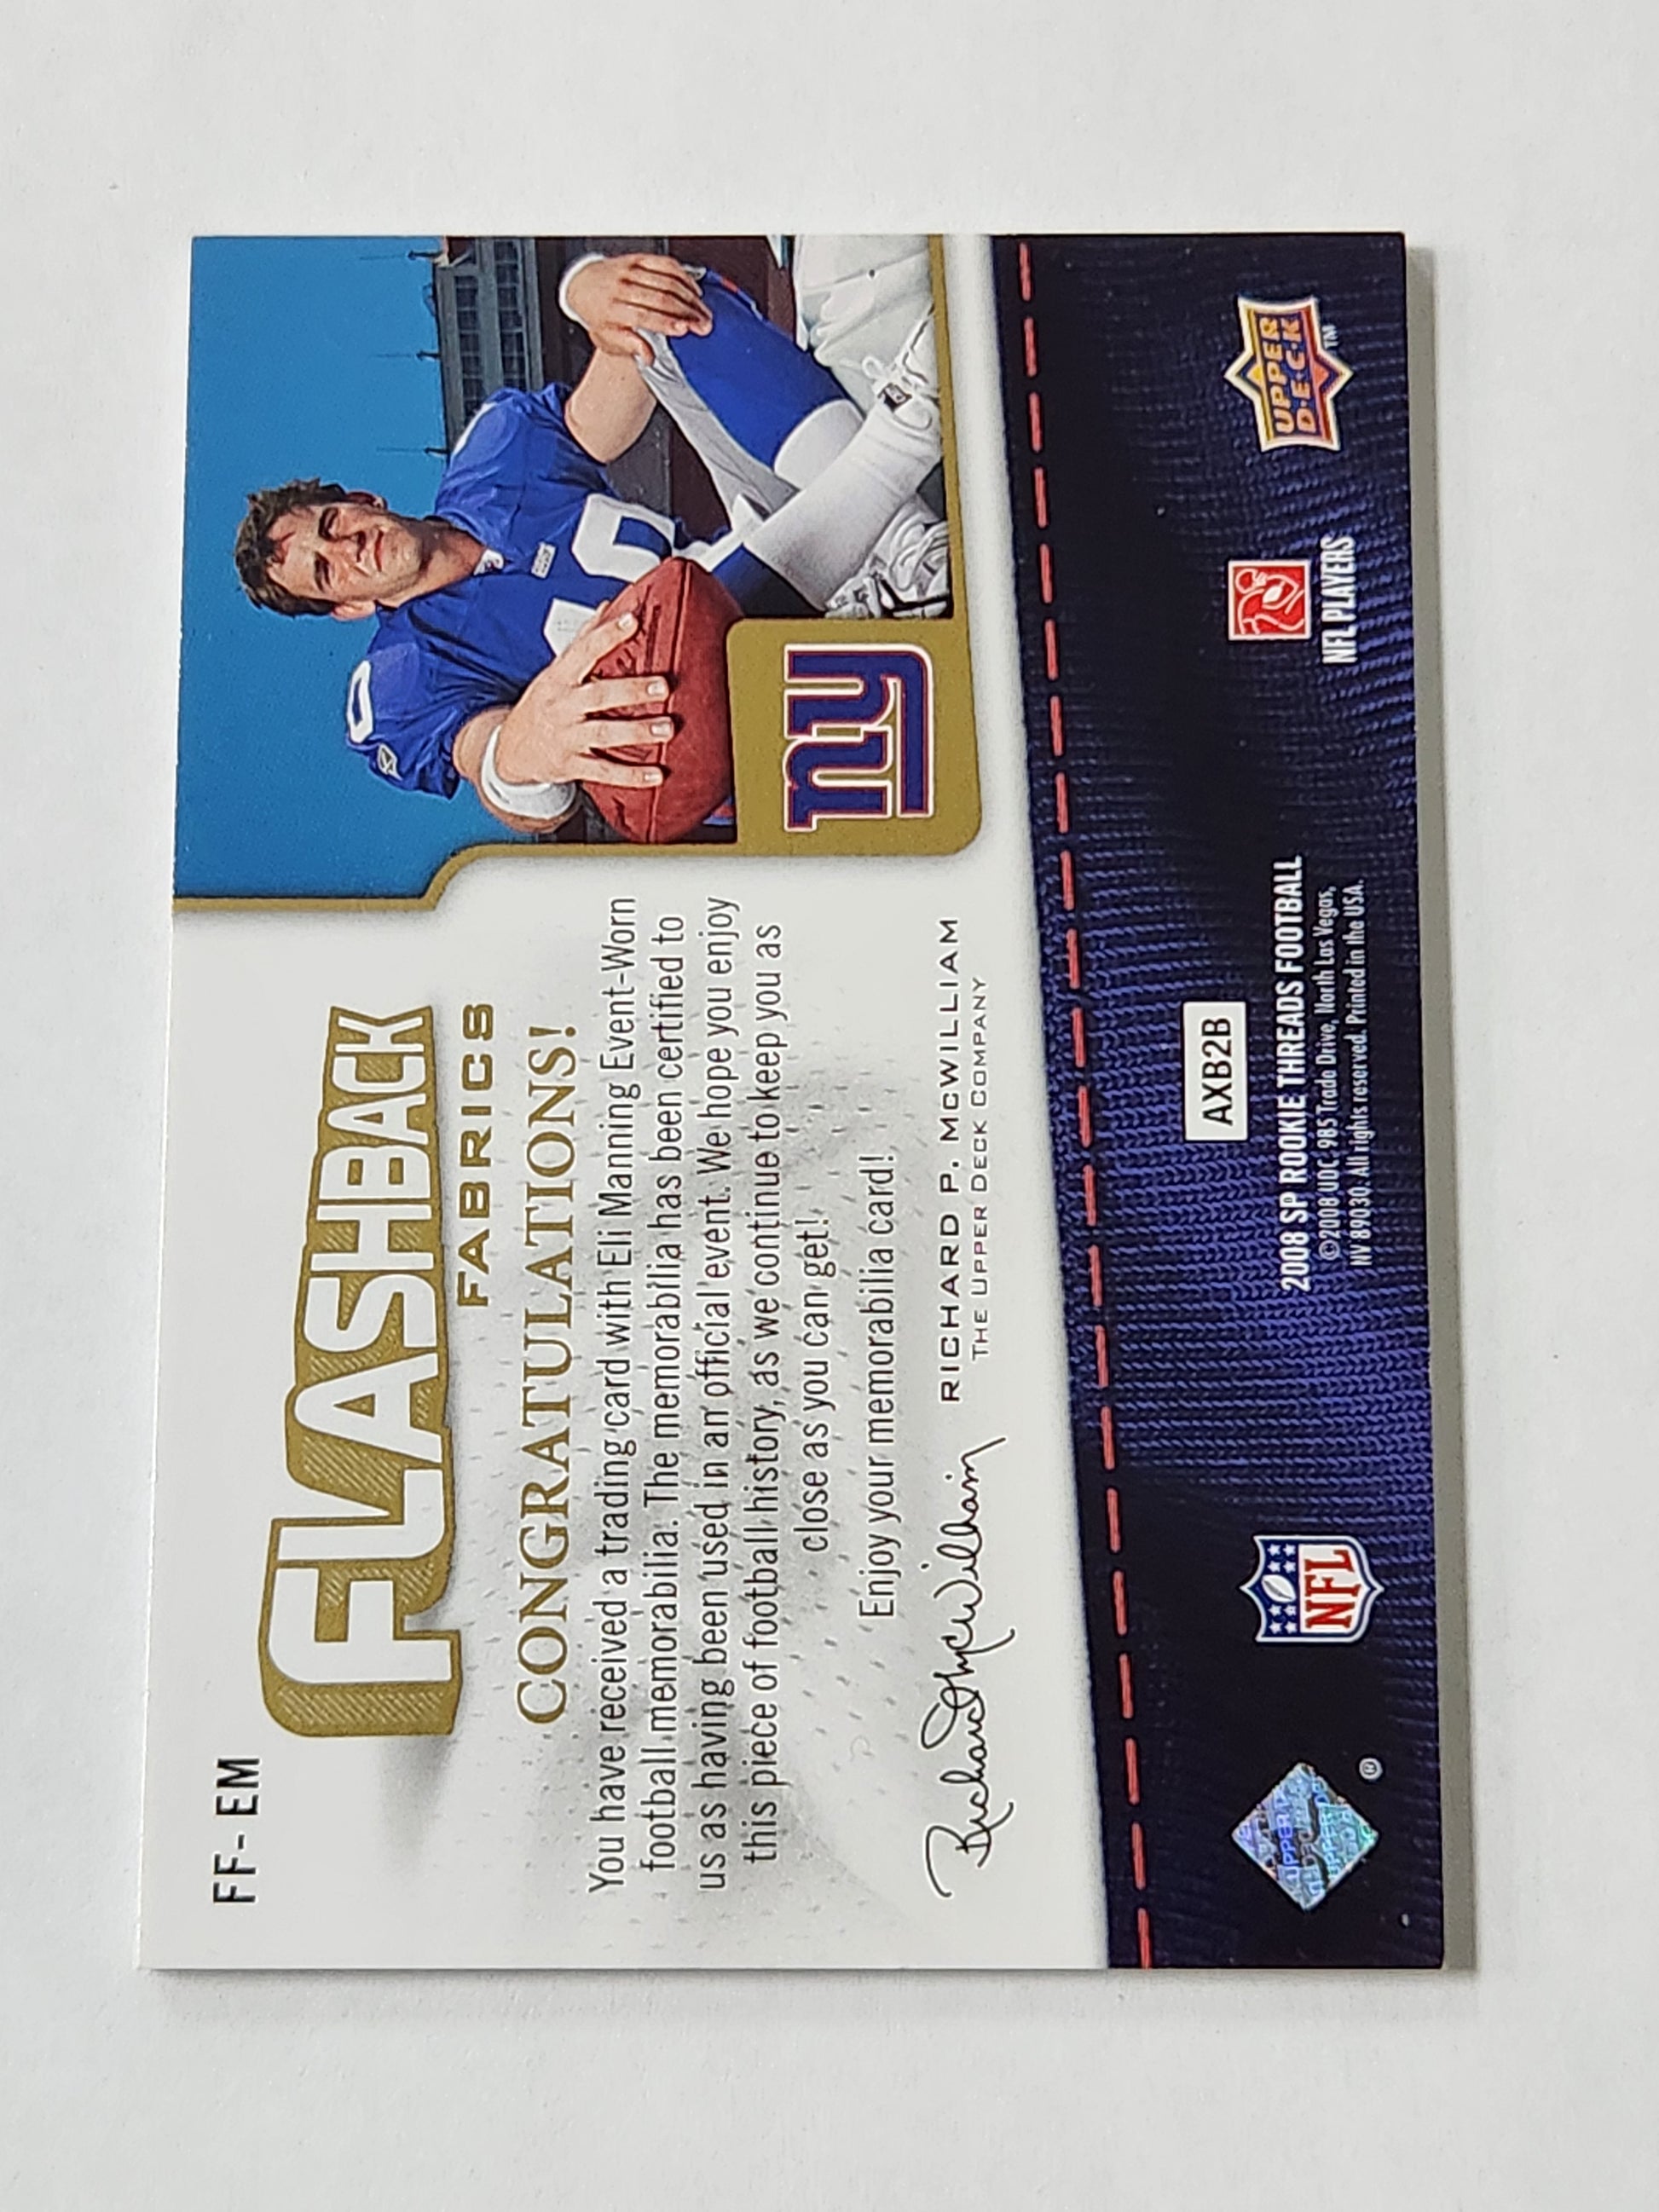 FF-EM
FLASHBACK
FABRICS
CONGRATULATIONS!
You have received a trading card with Eli Manning Event-Worn
football memorabilia. The memorabilia has been certified to
us as having been used in an official event. We hope you enjoy
this piece of football history, as we continue to keep you as
close as you can get!
Enjoy your memorabilia card!
Richard McWilliam
RICHARD P. MCWILLIAM
THE UPPER DECK COMPANY
ny
AXB2B
2008 SP ROOKIE THREADS FOOTBALL
©2008 UDC, 985 Trade Drive, North Las Vegas,
NV 89030. All rights reserved. Printed in the USA.
®
NFL
NFL PLAYERS
UPPER
D·E·C·K
TM